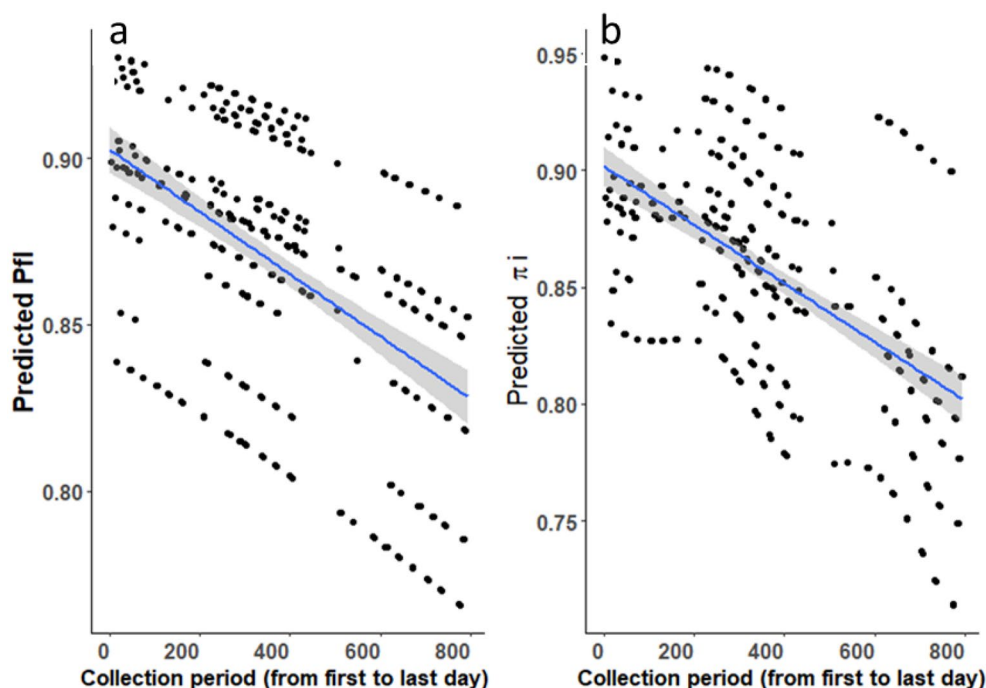 a
b
0.95
0.90
0.90
0.85
0.85
0.80
0.80
0.75
Predicted PfI
Predicted π i
0 200 400 600 800
0 200 400 600 800
Collection period (from first to last day)
Collection period (from first to last day)